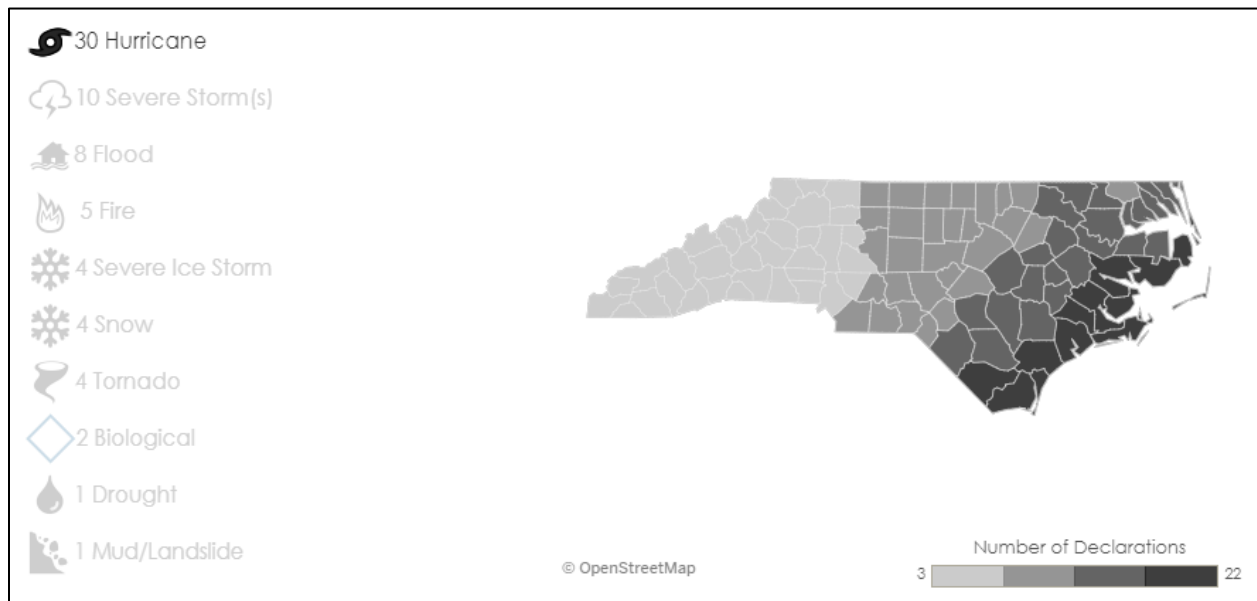 30 Hurricane
10 Severe Storm(s)
8 Flood
5 Fire
4 Severe Ice Storm
4 Snow
4 Tornado
2 Biological
1 Drought
1 Mud/Landslide
© OpenStreetMap
Number of Declarations
3 22